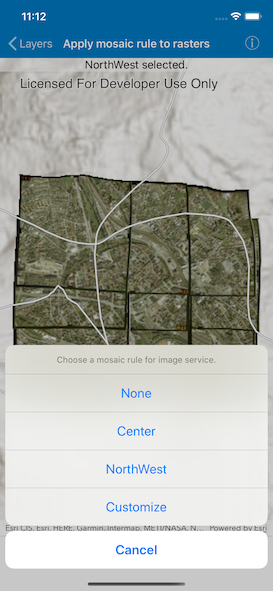 11:12
Layers
Apply mosaic rule to rasters
NorthWest selected.
Licensed For Developer Use Only
Choose a mosaic rule for image service.
None
Center
NorthWest
Customize
Esri CIS, Esri, HERE, Garmin, Intermap, METI/NASA, N... Powered by Esri
Cancel